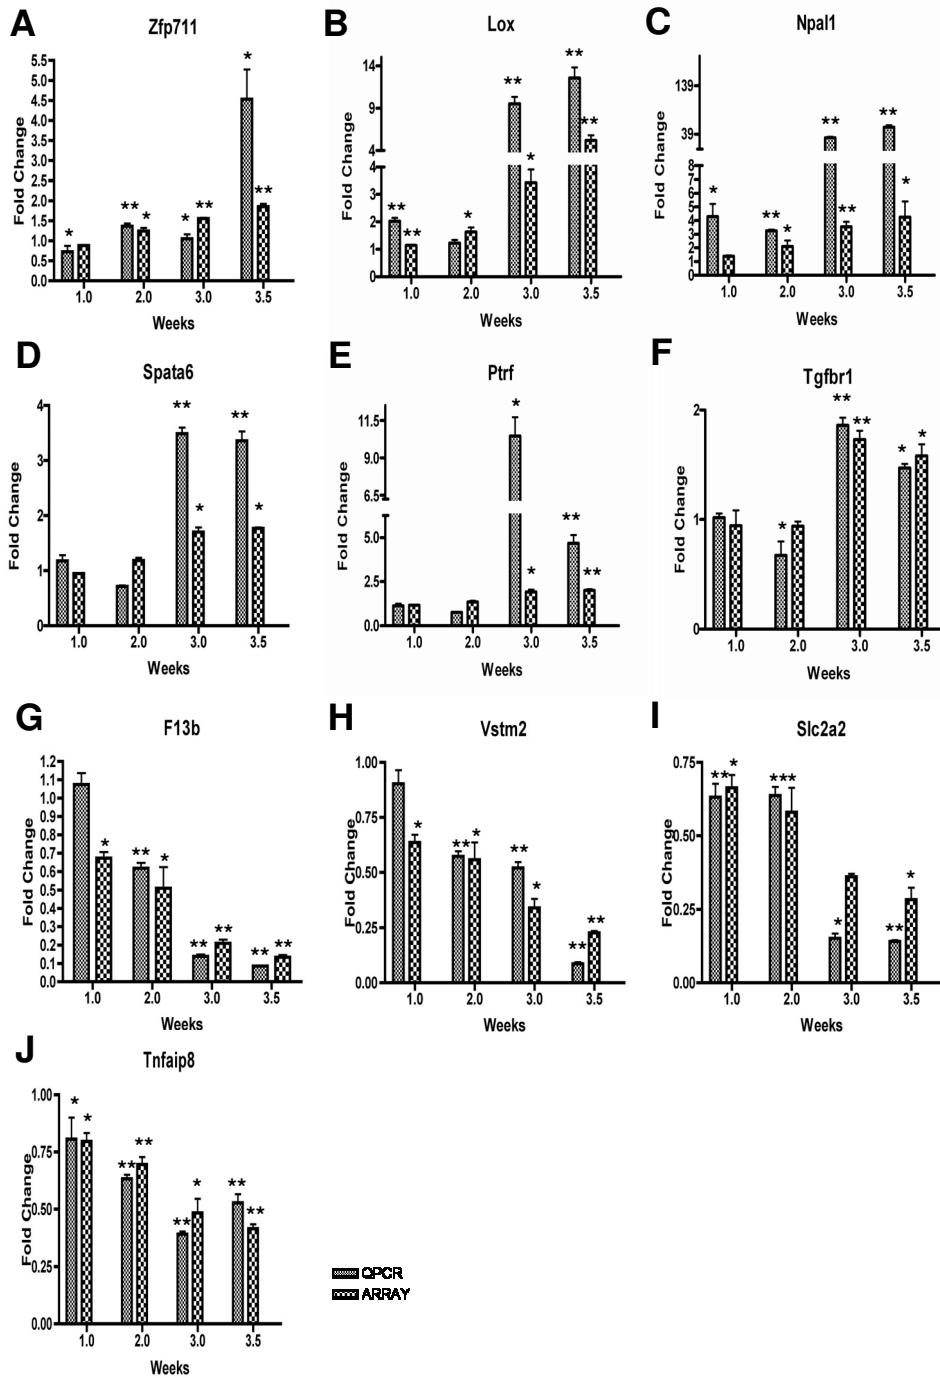 A
Zfp711
Fold Change
5.5
5.0
4.5
4.0
3.5
3.0
2.5
2.0
1.5
1.0
0.5
0.0
*
**
*
*
**
*
**
1.0 2.0 3.0 3.5
Weeks
B
Lox
Fold Change
14
9
4
4
3
2
1
0
**
**
*
**
*
**
**
1.0 2.0 3.0 3.5
Weeks
C
Npal1
Fold Change
139
39
8
7
6
5
4
3
2
1
0
*
**
*
**
**
**
*
1.0 2.0 3.0 3.5
Weeks
D
Spata6
Fold Change
4
3
2
1
0
**
*
**
*
1.0 2.0 3.0 3.5
Weeks
E
Ptrf
Fold Change
11.5
9.0
6.5
5.0
2.5
0.0
*
*
**
**
1.0 2.0 3.0 3.5
Weeks
F
Tgfbr1
Fold Change
2
1
0
*
**
**
*
*
1.0 2.0 3.0 3.5
Weeks
G
F13b
Fold Change
1.2
1.1
1.0
0.9
0.8
0.7
0.6
0.5
0.4
0.3
0.2
0.1
0.0
*
**
*
**
**
**
**
1.0 2.0 3.0 3.5
Weeks
H
Vstm2
Fold Change
1.00
0.75
0.50
0.25
0.00
*
**
*
**
*
**
**
1.0 2.0 3.0 3.5
Weeks
I
Slc2a2
Fold Change
0.75
0.50
0.25
0.00
**
*
***
*
**
*
1.0 2.0 3.0 3.5
Weeks
J
Tnfaip8
Fold Change
1.00
0.75
0.50
0.25
0.00
*
*
**
**
**
*
**
**
1.0 2.0 3.0 3.5
Weeks
QPCR
ARRAY